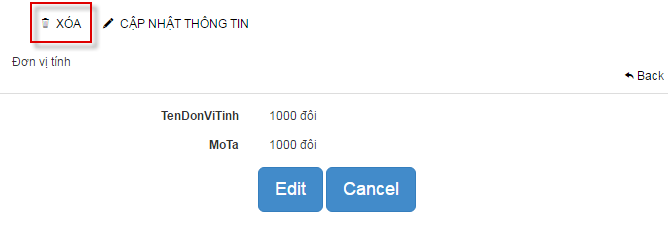 XÓA CẬP NHẬT THÔNG TIN
Đơn vị tính
Back
TenDonViTinh 1000 đôi
MoTa 1000 đôi
Edit Cancel